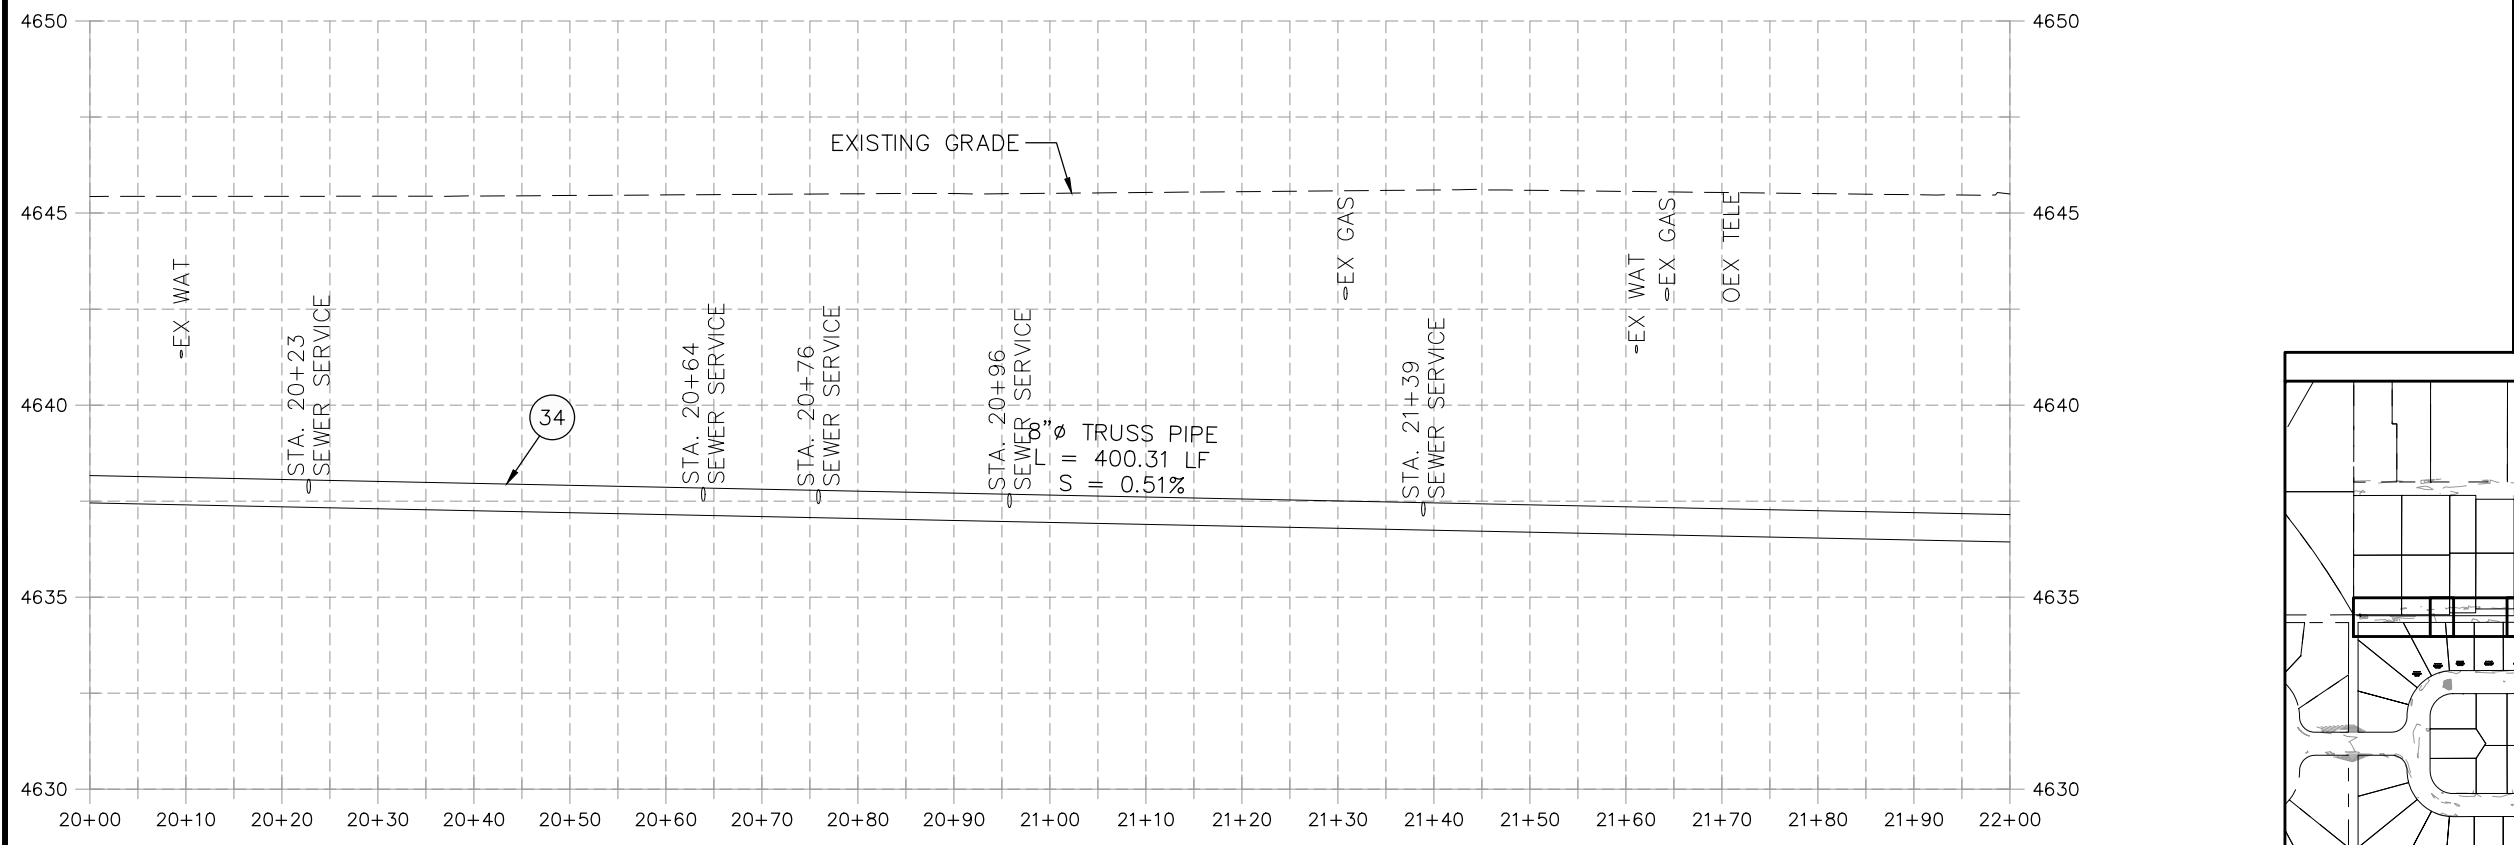 4650
4650
EXISTING GRADE
4645
4645
EX WAT
STA. 20+23
SEWER SERVICE
STA. 20+64
SEWER SERVICE
STA. 20+76
SEWER SERVICE
STA. 20+96
SEWER SERVICE
EX GAS
STA. 21+39
SEWER SERVICE
EX WAT
EX GAS
EX TELE
4640
4640
34
8"ø TRUSS PIPE
L = 400.31 LF
S = 0.51%
4635
4635
4630
4630
20+00 20+10 20+20 20+30 20+40 20+50 20+60 20+70 20+80 20+90 21+00 21+10 21+20 21+30 21+40 21+50 21+60 21+70 21+80 21+90 22+00